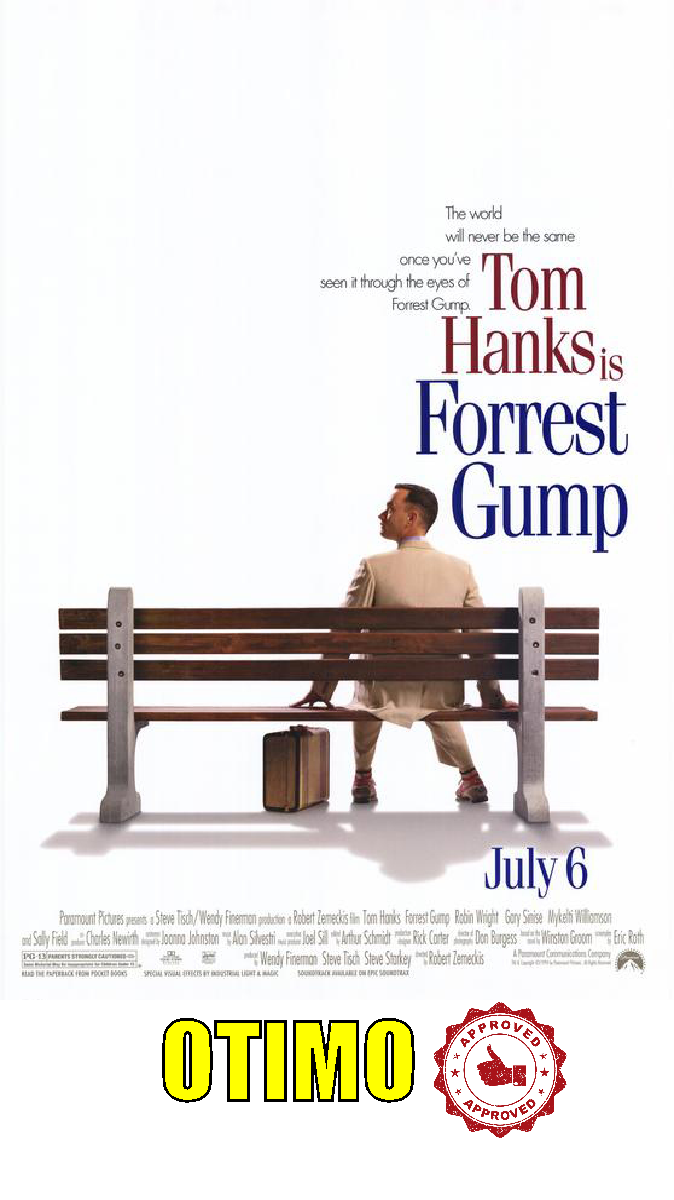 The world
will never be the same
once you've
seen it through the eyes of
Forrest Gump.
Tom
Hanks is
Forrest
Gump
July 6
Paramount Pictures presents a Steve Tisch/Wendy Finerman production a Robert Zemeckis film Tom Hanks Forrest Gump Robin Wright Gary Sinise Mykelti Williamson
and Sally Field Charles Newirth Joanna Johnston Alan Silvestri Joel Sill Arthur Schmidt Rick Carter Don Burgess Winston Groom Eric Roth
PG-13 PARENTS STRONGLY CAUTIONED
Wendy Finerman Steve Tisch Steve Starkey Robert Zemeckis
A Paramount Communications Company
READ THE PAPERBACK FROM POCKET BOOKS SPECIAL VISUAL EFFECTS BY INDUSTRIAL LIGHT & MAGIC SOUNDTRACK AVAILABLE ON EPIC SOUNDTRAX
OTIMO
APPROVED
APPROVED